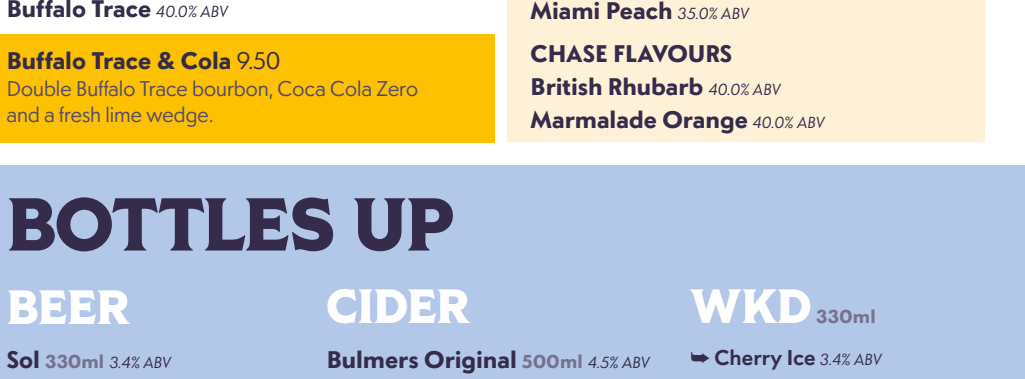 Buffalo Trace 40.0% ABV
Buffalo Trace & Cola 9.50
Double Buffalo Trace bourbon, Coca Cola Zero
and a fresh lime wedge.
Miami Peach 35.0% ABV
CHASE FLAVOURS
British Rhubarb 40.0% ABV
Marmalade Orange 40.0% ABV
BOTTLES UP
BEER
Sol 330ml 3.4% ABV
CIDER
Bulmers Original 500ml 4.5% ABV
WKD 330ml
➥ Cherry Ice 3.4% ABV